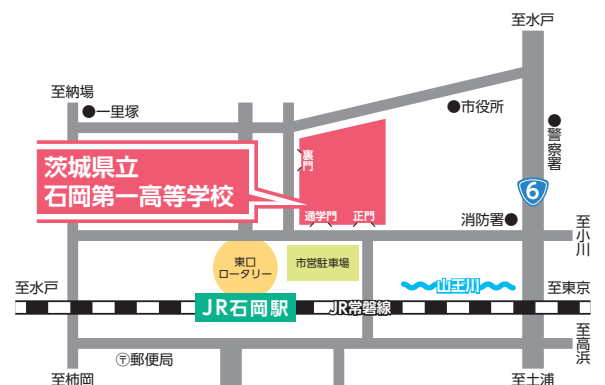 至水戸
至納場
●一里塚
●市役所
●警察署
茨城県立
石岡第一高等学校
裏門
6
通学門
正門
消防署●
至小川
東口
ロータリー
市営駐車場
山王川
至水戸
至東京
JR石岡駅
JR常磐線
至高浜
〒郵便局
至柿岡
至土浦